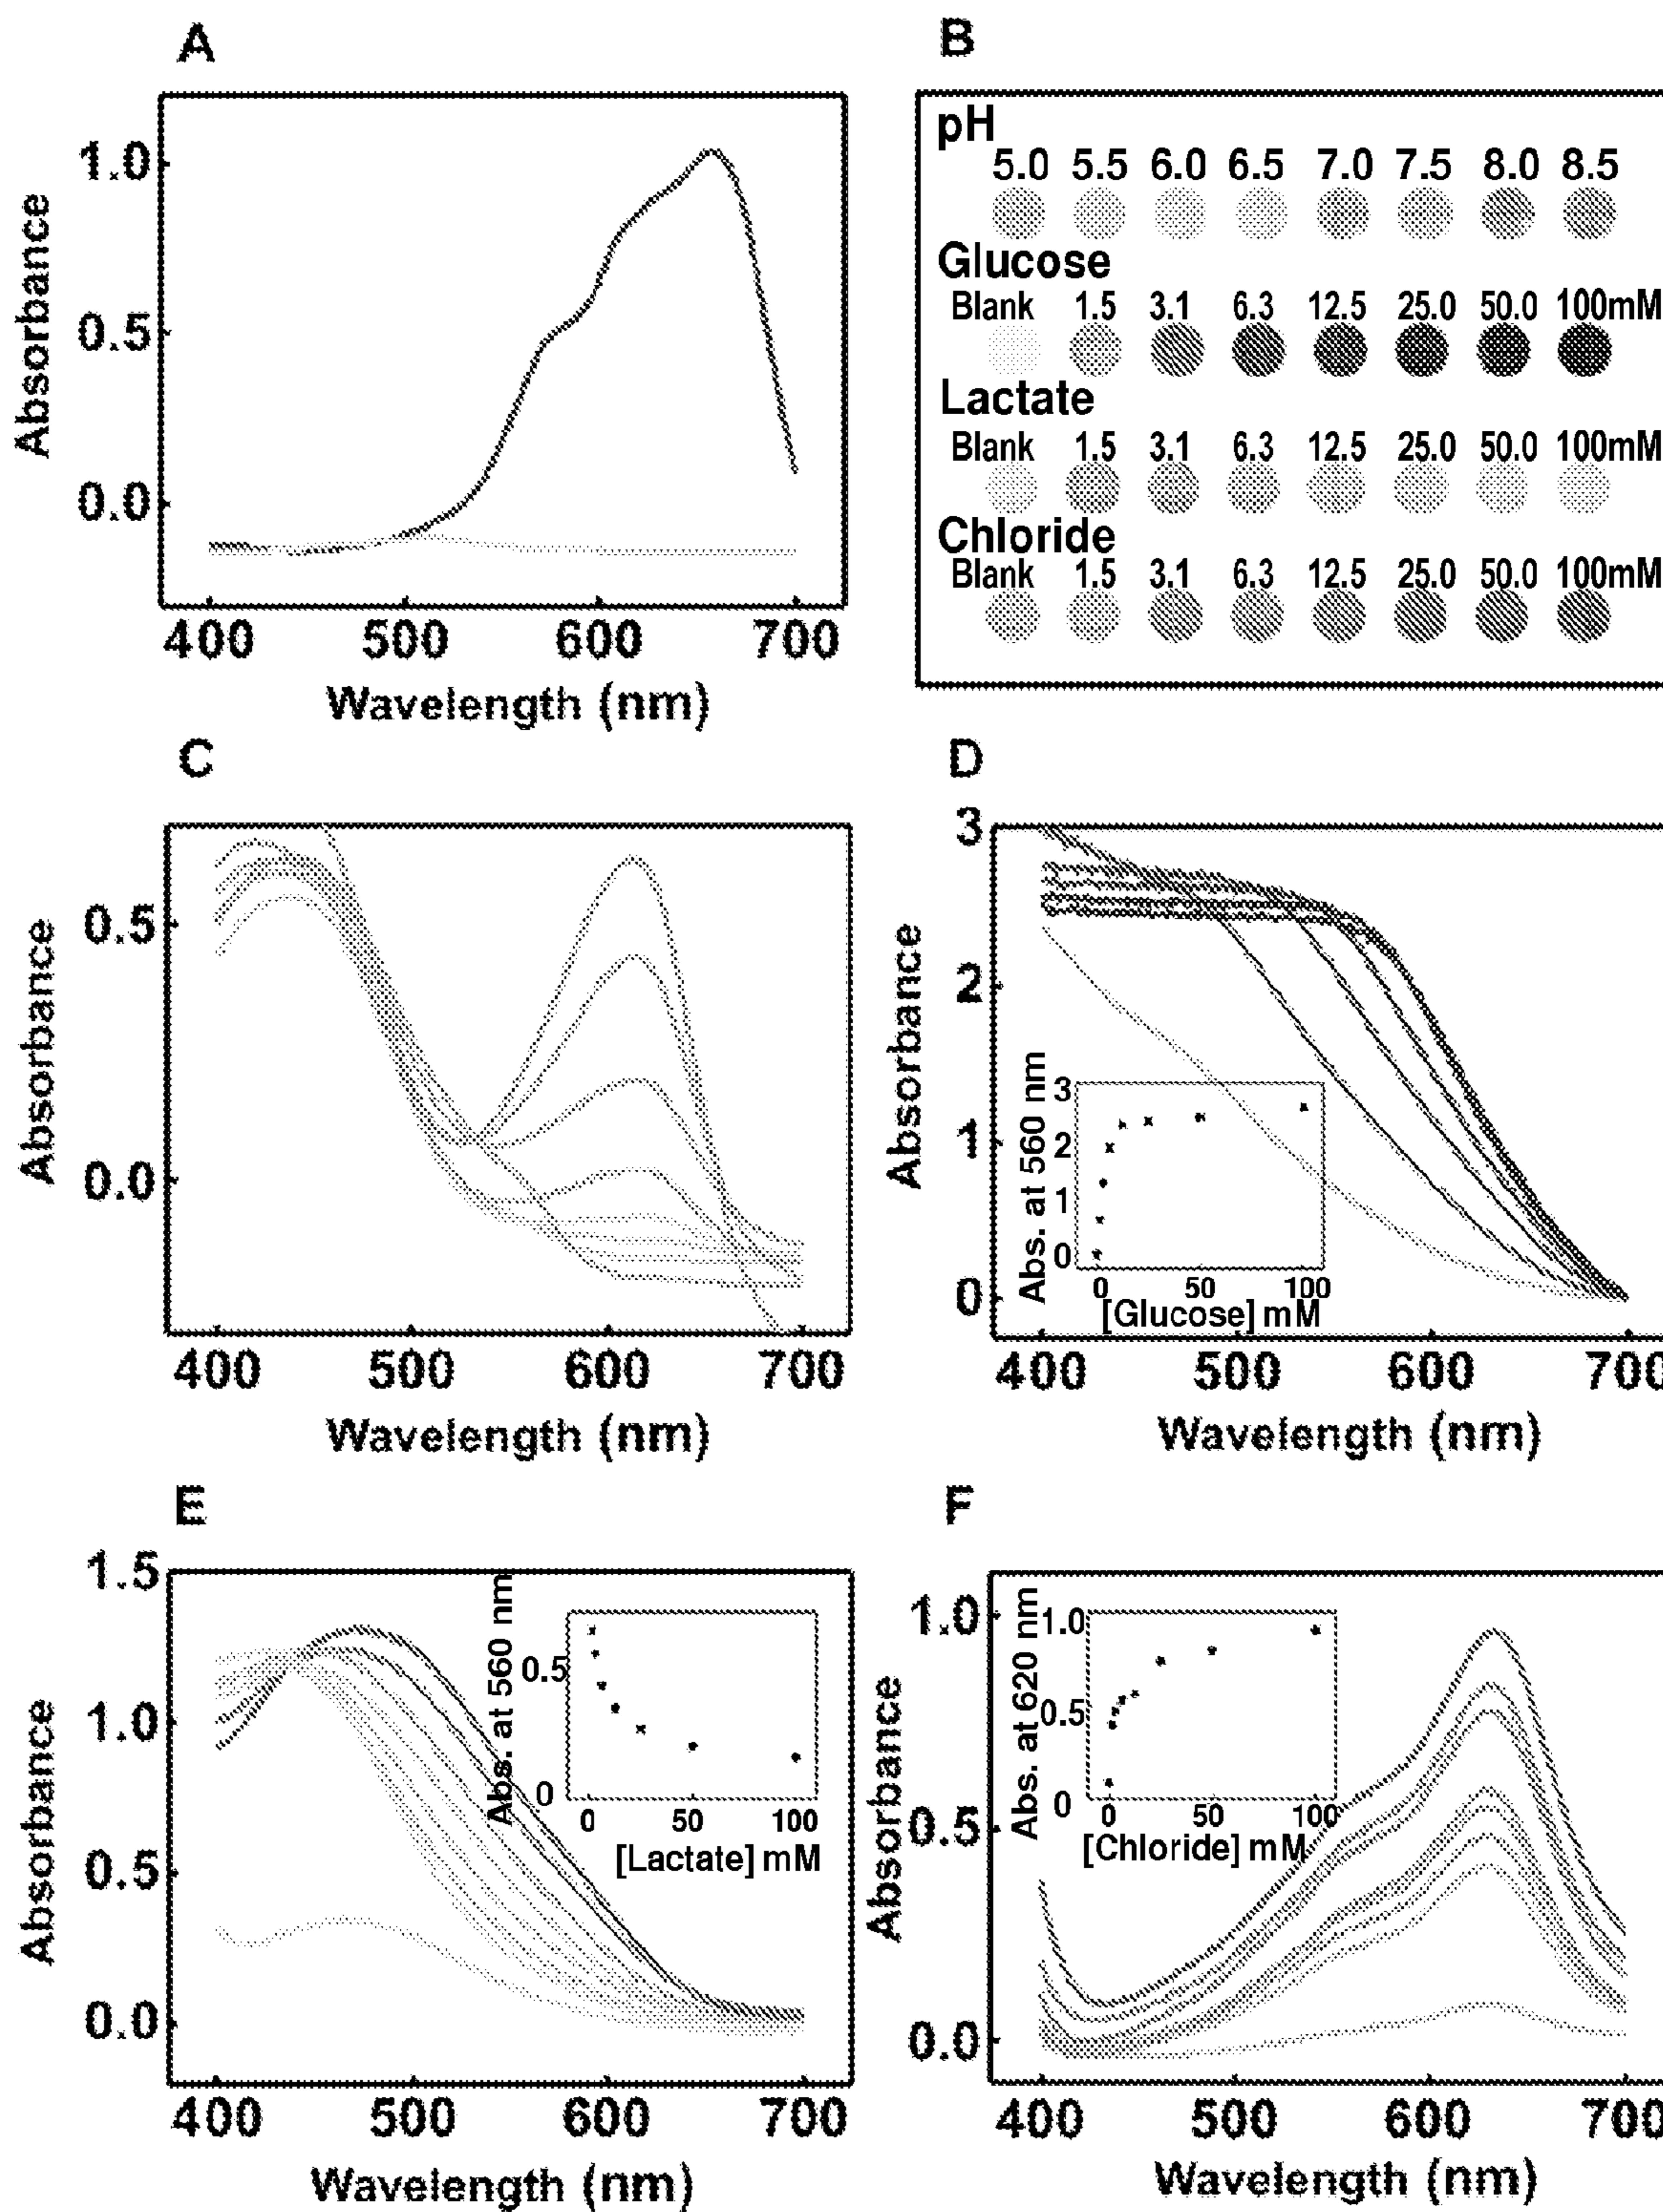 A
1.0
0.5
0.0
Absorbance
400 500 600 700
Wavelength (nm)
B
pH
5.0 5.5 6.0 6.5 7.0 7.5 8.0 8.5
Glucose
Blank 1.5 3.1 6.3 12.5 25.0 50.0 100mM
Lactate
Blank 1.5 3.1 6.3 12.5 25.0 50.0 100mM
Chloride
Blank 1.5 3.1 6.3 12.5 25.0 50.0 100mM
C
0.5
0.0
Absorbance
400 500 600 700
Wavelength (nm)
D
3
2
1
0
Absorbance
Abs. at 560 nm
3
2
1
0
0 50 100
[Glucose] mM
400 500 600 700
Wavelength (nm)
E
1.5
1.0
0.5
0.0
Absorbance
Abs. at 560 nm
0.5
0
0 50 100
[Lactate] mM
400 500 600 700
Wavelength (nm)
F
1.0
0.5
0.0
Absorbance
Abs. at 620 nm
1.0
0.5
0
0 50 100
[Chloride] mM
400 500 600 700
Wavelength (nm)